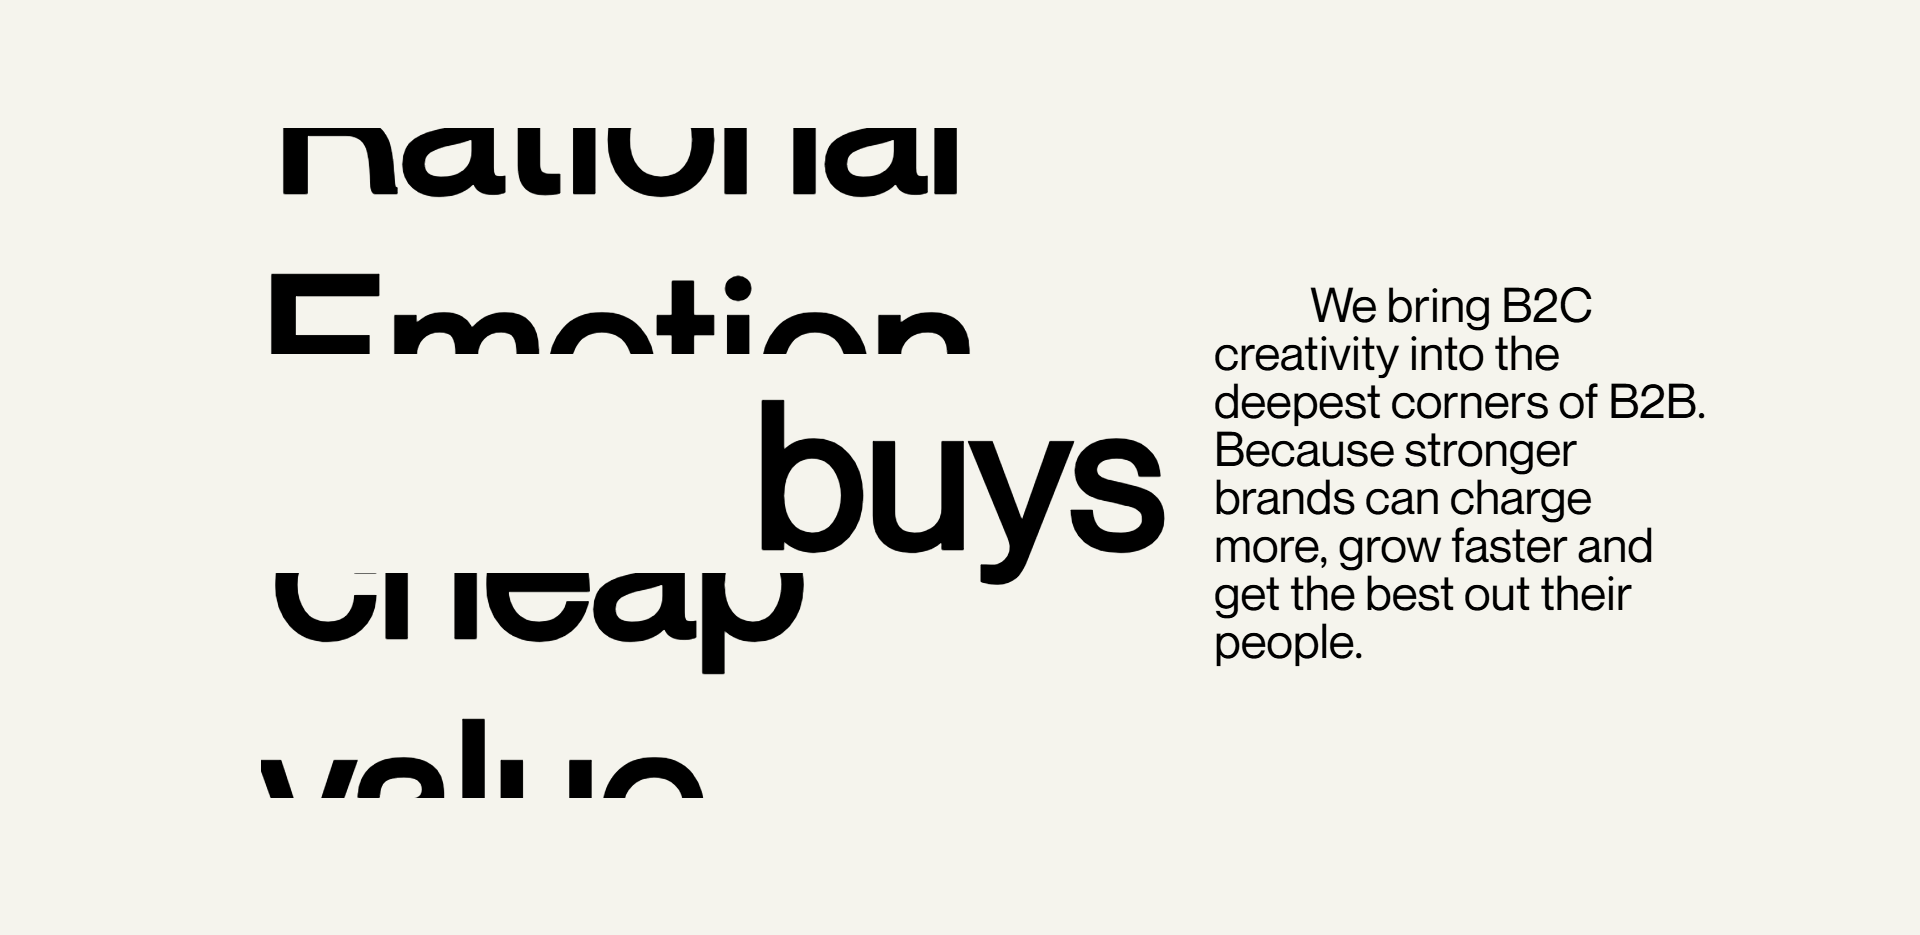 Rational
Emotion
buys
cheap
value
We bring B2C
creativity into the
deepest corners of B2B.
Because stronger
brands can charge
more, grow faster and
get the best out their
people.